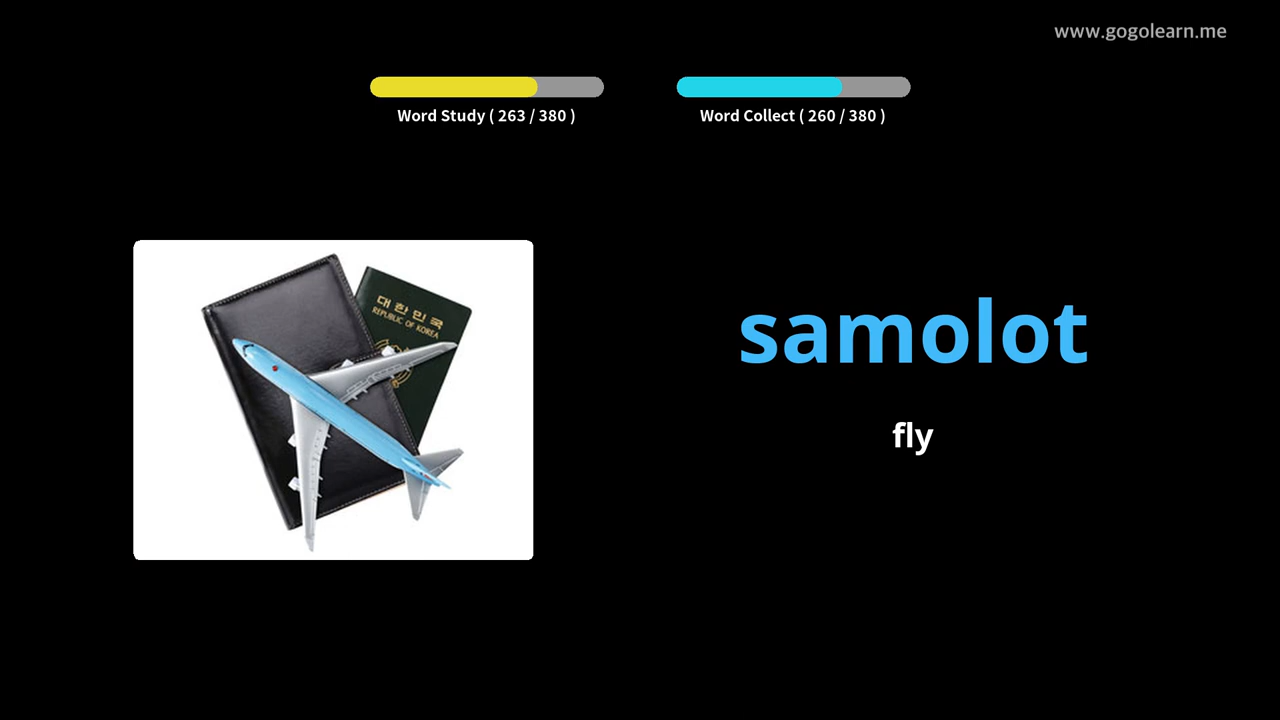 www.gogolearn.me
Word Study ( 263 / 380 )
Word Collect ( 260 / 380 )
대한민국
REPUBLIC OF KOREA
samolot
fly